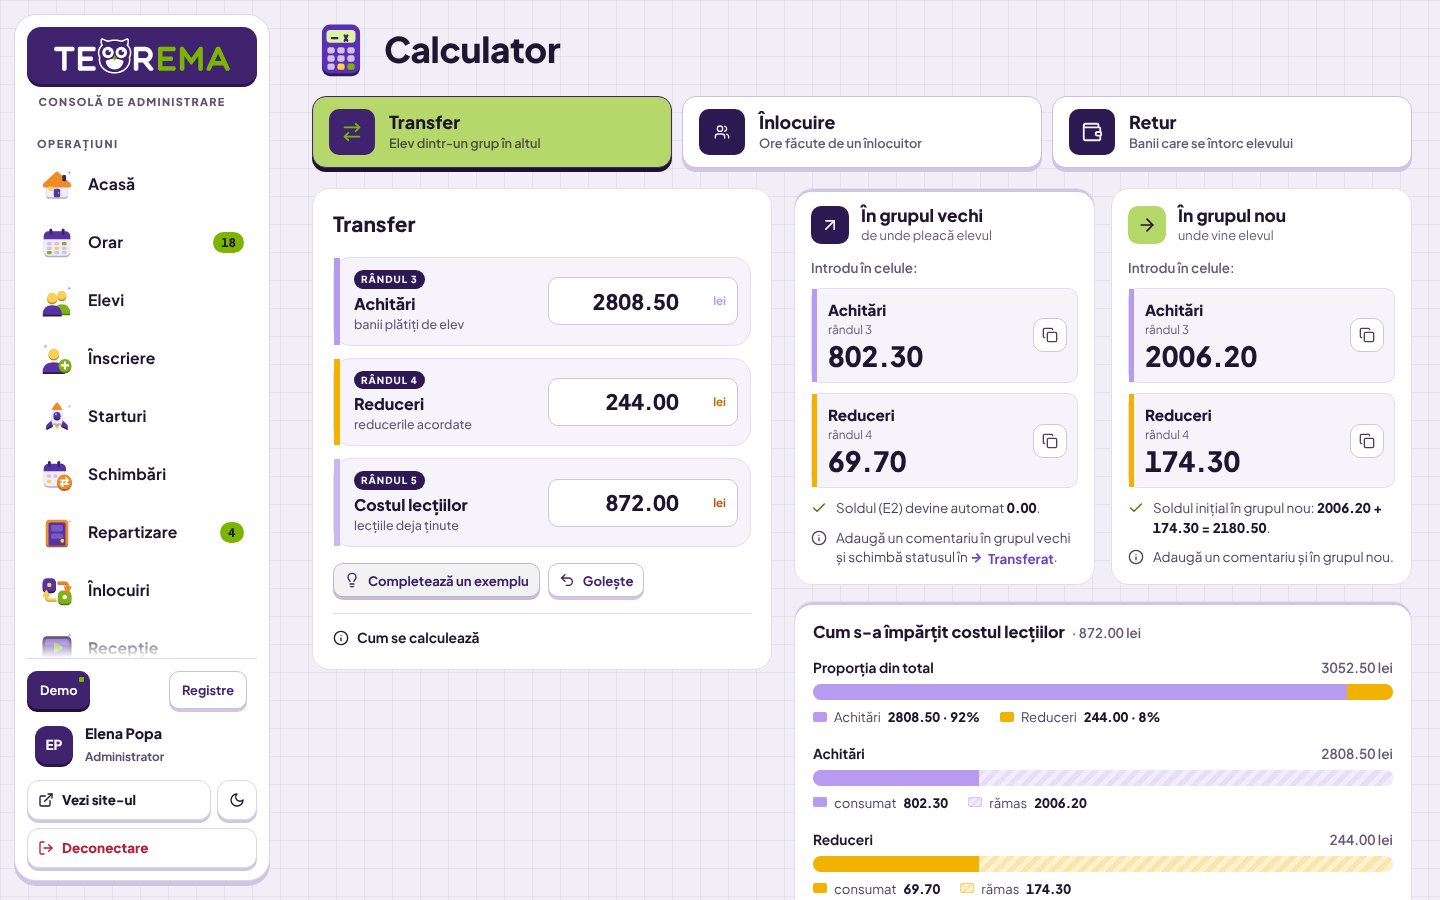 TEOREMA
CONSOLĂ DE ADMINISTRARE
OPERAȚIUNI
Acasă
Orar 18
Elevi
Înscriere
Starturi
Schimbări
Repartizare 4
Înlocuiri
Recepție
Demo
Registre
EP
Elena Popa
Administrator
Vezi site-ul
Deconectare
Calculator
Transfer
Elev dintr-un grup în altul
Înlocuire
Ore făcute de un înlocuitor
Retur
Banii care se întorc elevului
Transfer
RÂNDUL 3
Achitări
banii plătiți de elev
2808.50 lei
RÂNDUL 4
Reduceri
reducerile acordate
244.00 lei
RÂNDUL 5
Costul lecțiilor
lecțiile deja ținute
872.00 lei
Completează un exemplu
Golește
Cum se calculează
În grupul vechi
de unde pleacă elevul
Introdu în celule:
Achitări
rândul 3
802.30
Reduceri
rândul 4
69.70
Soldul (E2) devine automat 0.00.
Adaugă un comentariu în grupul vechi
și schimbă statusul în → Transferat.
În grupul nou
unde vine elevul
Introdu în celule:
Achitări
rândul 3
2006.20
Reduceri
rândul 4
174.30
Soldul inițial în grupul nou: 2006.20 +
174.30 = 2180.50.
Adaugă un comentariu și în grupul nou.
Cum s-a împărțit costul lecțiilor · 872.00 lei
Proporția din total 3052.50 lei
Achitări 2808.50 · 92% Reduceri 244.00 · 8%
Achitări 2808.50 lei
consumat 802.30 rămas 2006.20
Reduceri 244.00 lei
consumat 69.70 rămas 174.30